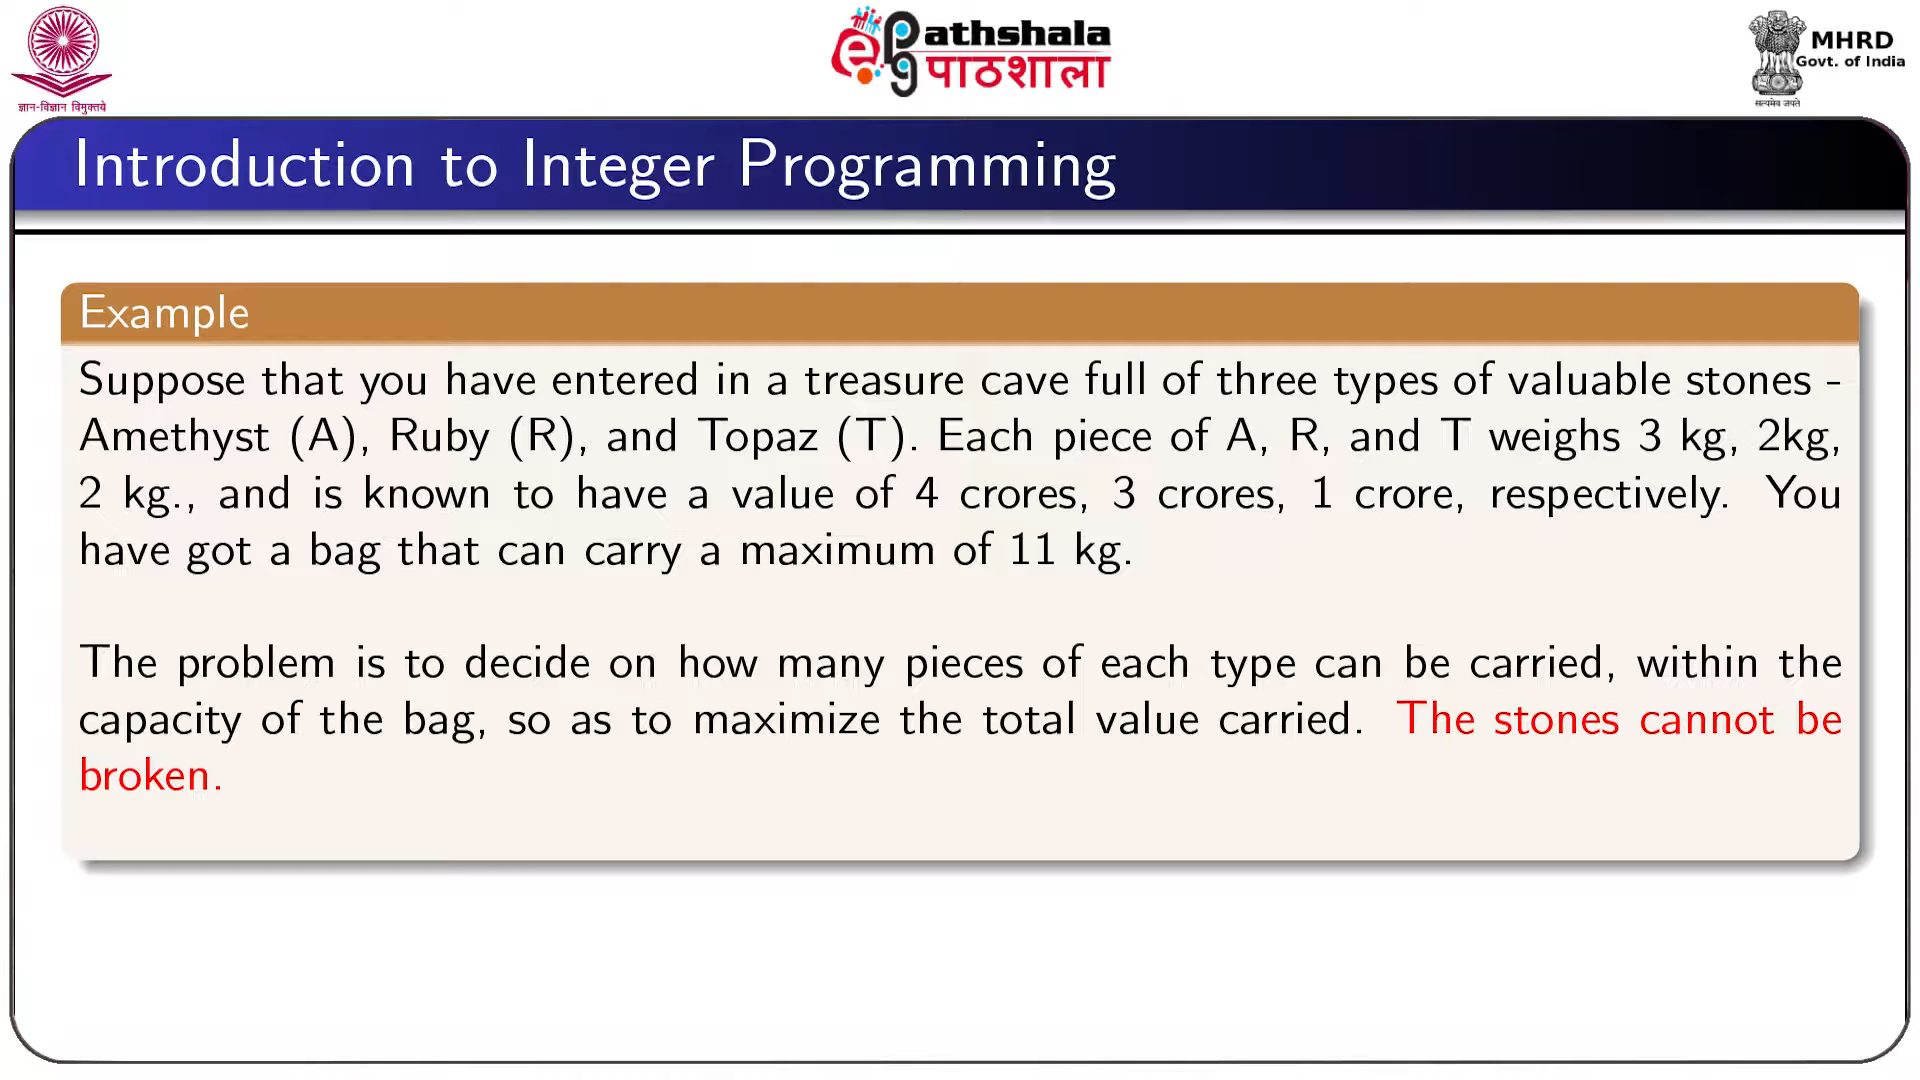 ज्ञान-विज्ञान विमुक्तये
ePG Pathshala
पाठशाला
MHRD
Govt. of India
सत्यमेव जयते
Introduction to Integer Programming
Example
Suppose that you have entered in a treasure cave full of three types of valuable stones -
Amethyst (A), Ruby (R), and Topaz (T). Each piece of A, R, and T weighs 3 kg, 2kg,
2 kg., and is known to have a value of 4 crores, 3 crores, 1 crore, respectively. You
have got a bag that can carry a maximum of 11 kg.
The problem is to decide on how many pieces of each type can be carried, within the
capacity of the bag, so as to maximize the total value carried. The stones cannot be
broken.